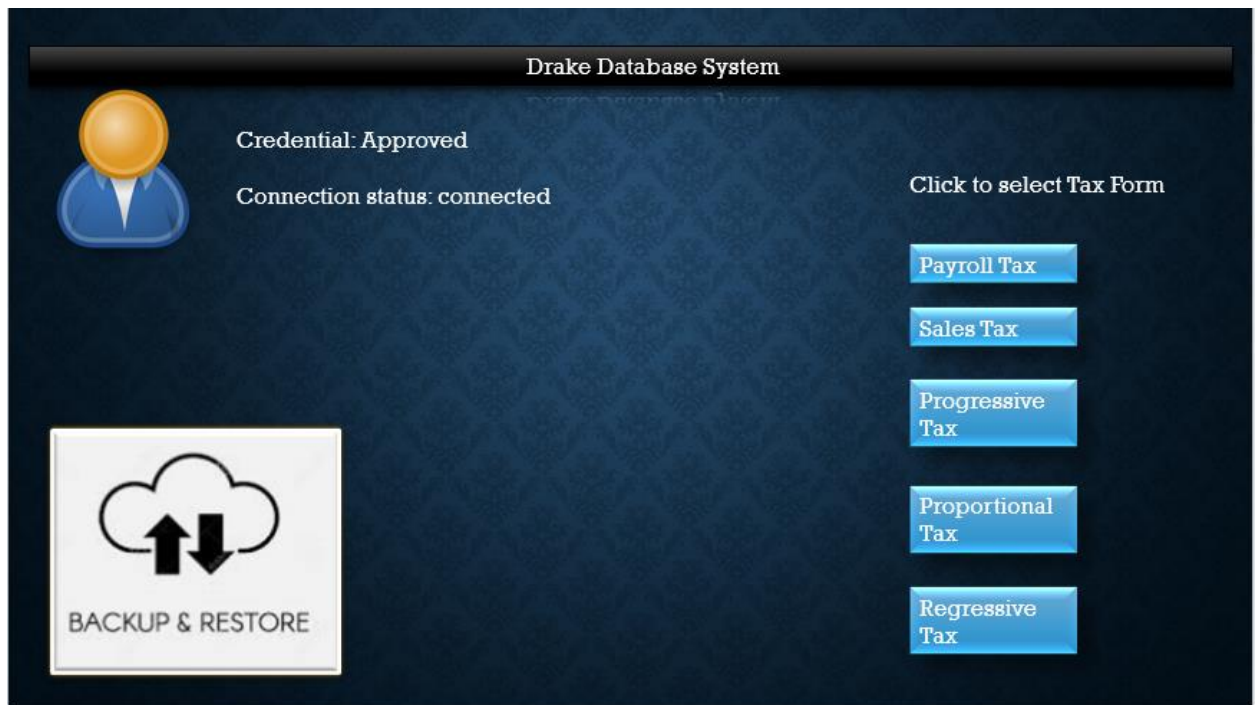 Drake Database System
Credential: Approved
Connection status: connected
Click to select Tax Form
Payroll Tax
Sales Tax
Progressive
Tax
Proportional
Tax
Regressive
Tax
BACKUP & RESTORE